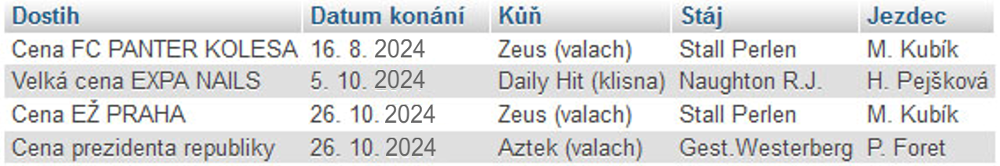 Dostih Datum konání Kůň Stáj Jezdec
Cena FC PANTER KOLESA 16. 8. 2024 Zeus (valach) Stall Perlen M. Kubík
Velká cena EXPA NAILS 5. 10. 2024 Daily Hit (klisna) Naughton R.J. H. Pejšková
Cena EŽ PRAHA 26. 10. 2024 Zeus (valach) Stall Perlen M. Kubík
Cena prezidenta republiky 26. 10. 2024 Aztek (valach) Gest.Westerberg P. Foret